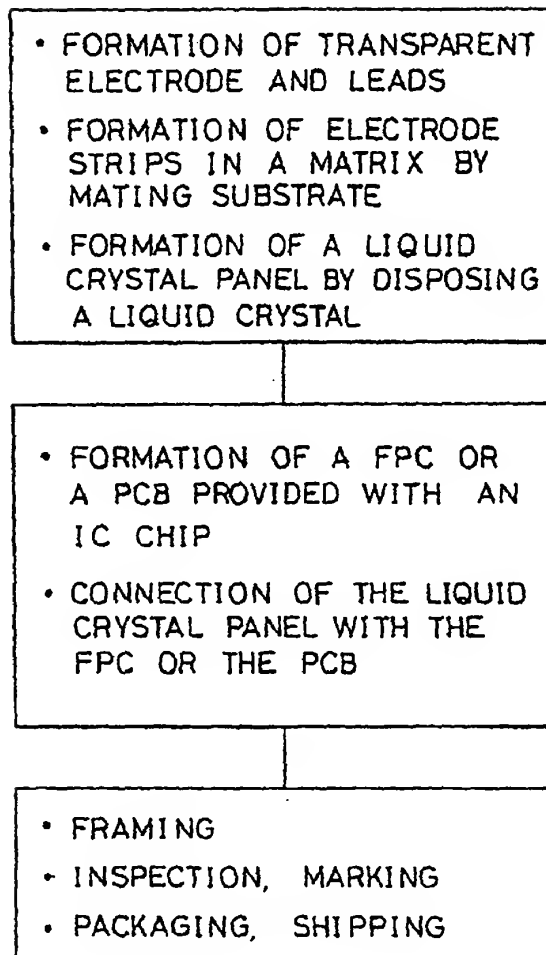 • FORMATION OF TRANSPARENT
ELECTRODE AND LEADS
• FORMATION OF ELECTRODE
STRIPS IN A MATRIX BY
MATING SUBSTRATE
• FORMATION OF A LIQUID
CRYSTAL PANEL BY DISPOSING
A LIQUID CRYSTAL
• FORMATION OF A FPC OR
A PCB PROVIDED WITH AN
IC CHIP
• CONNECTION OF THE LIQUID
CRYSTAL PANEL WITH THE
FPC OR THE PCB
• FRAMING
• INSPECTION, MARKING
• PACKAGING, SHIPPING